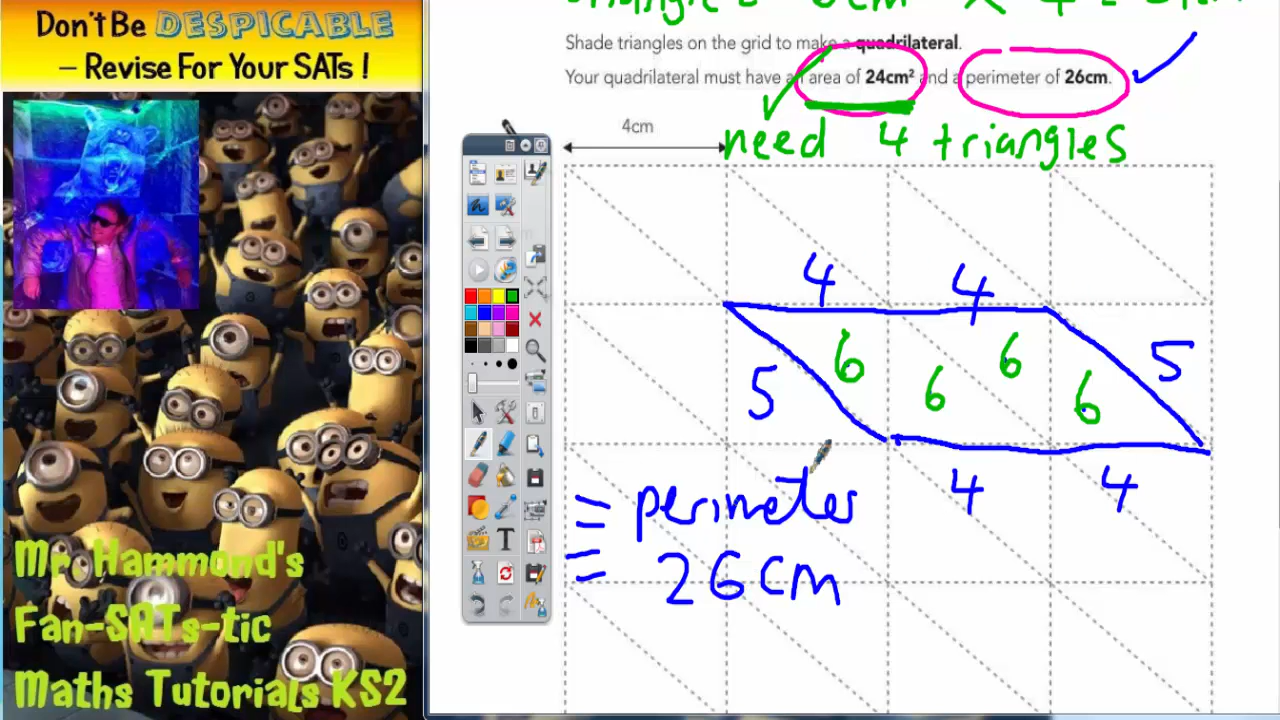 Don't Be DESPICABLE
– Revise For Your SATs !
Mr Hammond's
Fan-SATs-tic
Maths Tutorials KS2
Shade triangles on the grid to make a quadrilateral.
Your quadrilateral must have an area of 24cm² and a perimeter of 26cm.
4cm
need 4 triangles
4 4
5 6 6 6 6 5
4 4
= perimeter
= 26cm